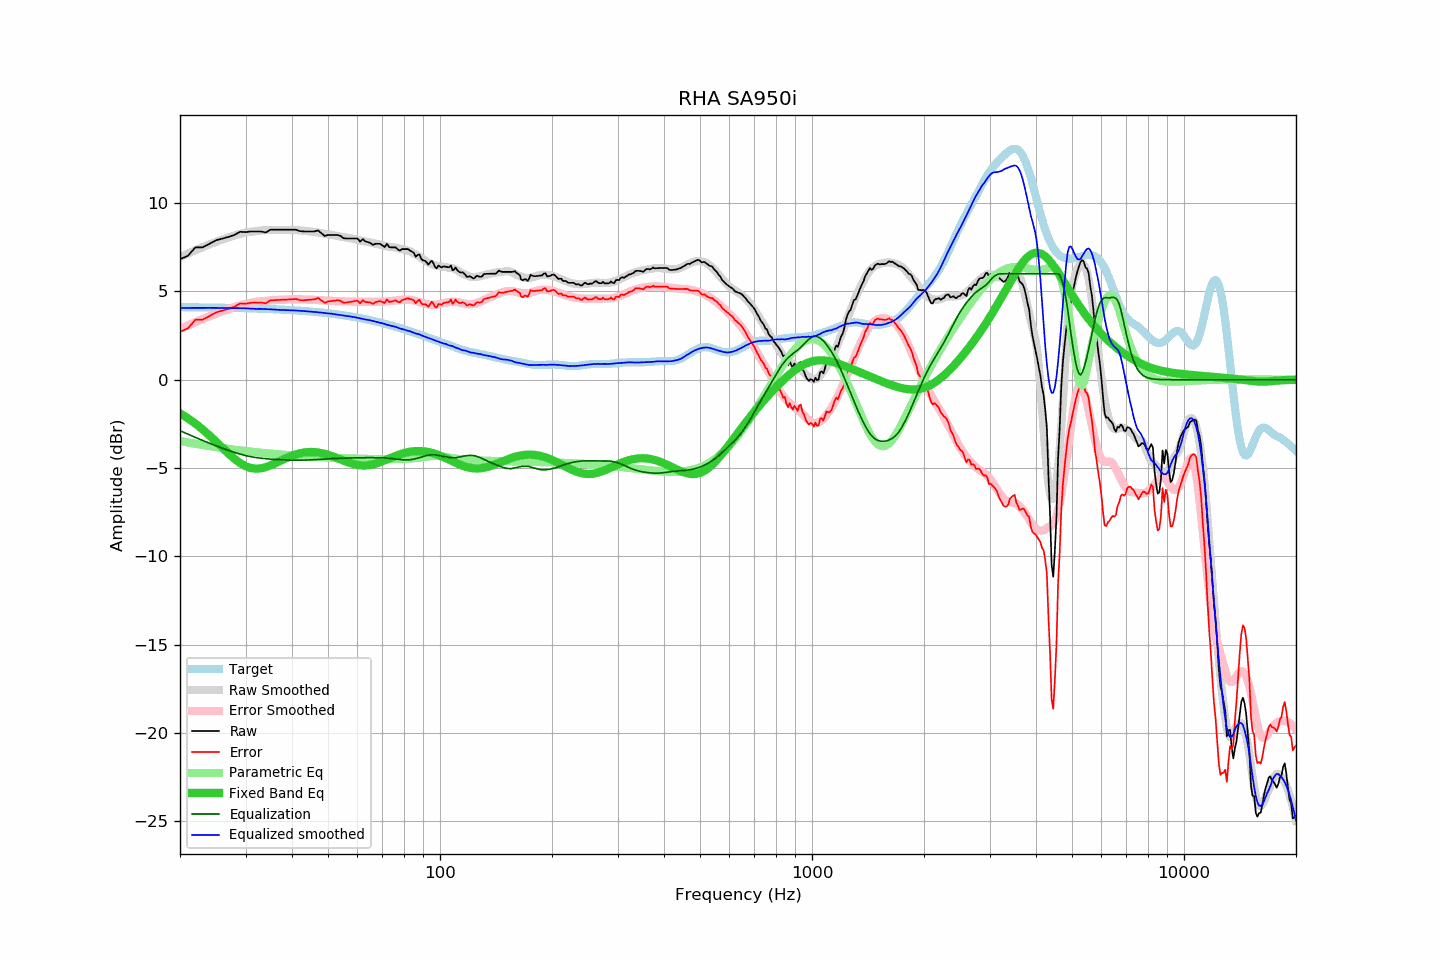 RHA SA950i
Amplitude (dBr)
10
5
0
−5
−10
−15
−20
−25
Target
Raw Smoothed
Error Smoothed
Raw
Error
Parametric Eq
Fixed Band Eq
Equalization
Equalized smoothed
100
1000
10000
Frequency (Hz)